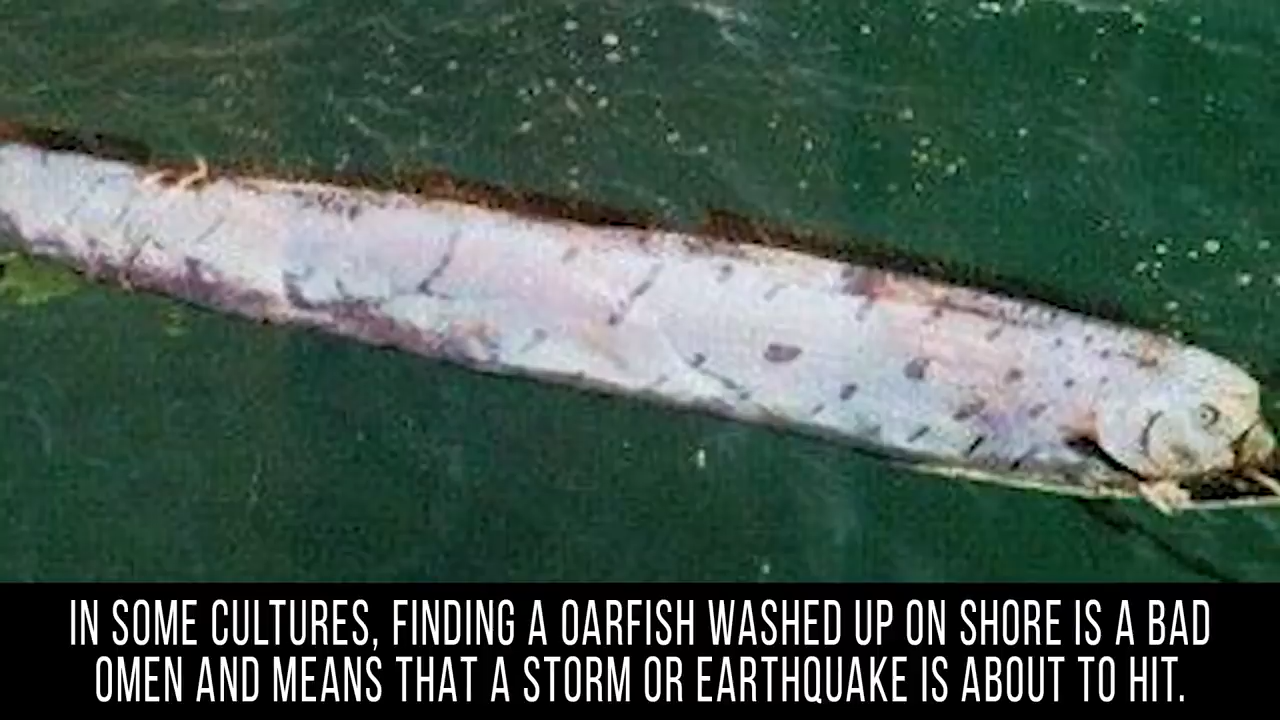 IN SOME CULTURES, FINDING A OARFISH WASHED UP ON SHORE IS A BAD
OMEN AND MEANS THAT A STORM OR EARTHQUAKE IS ABOUT TO HIT.